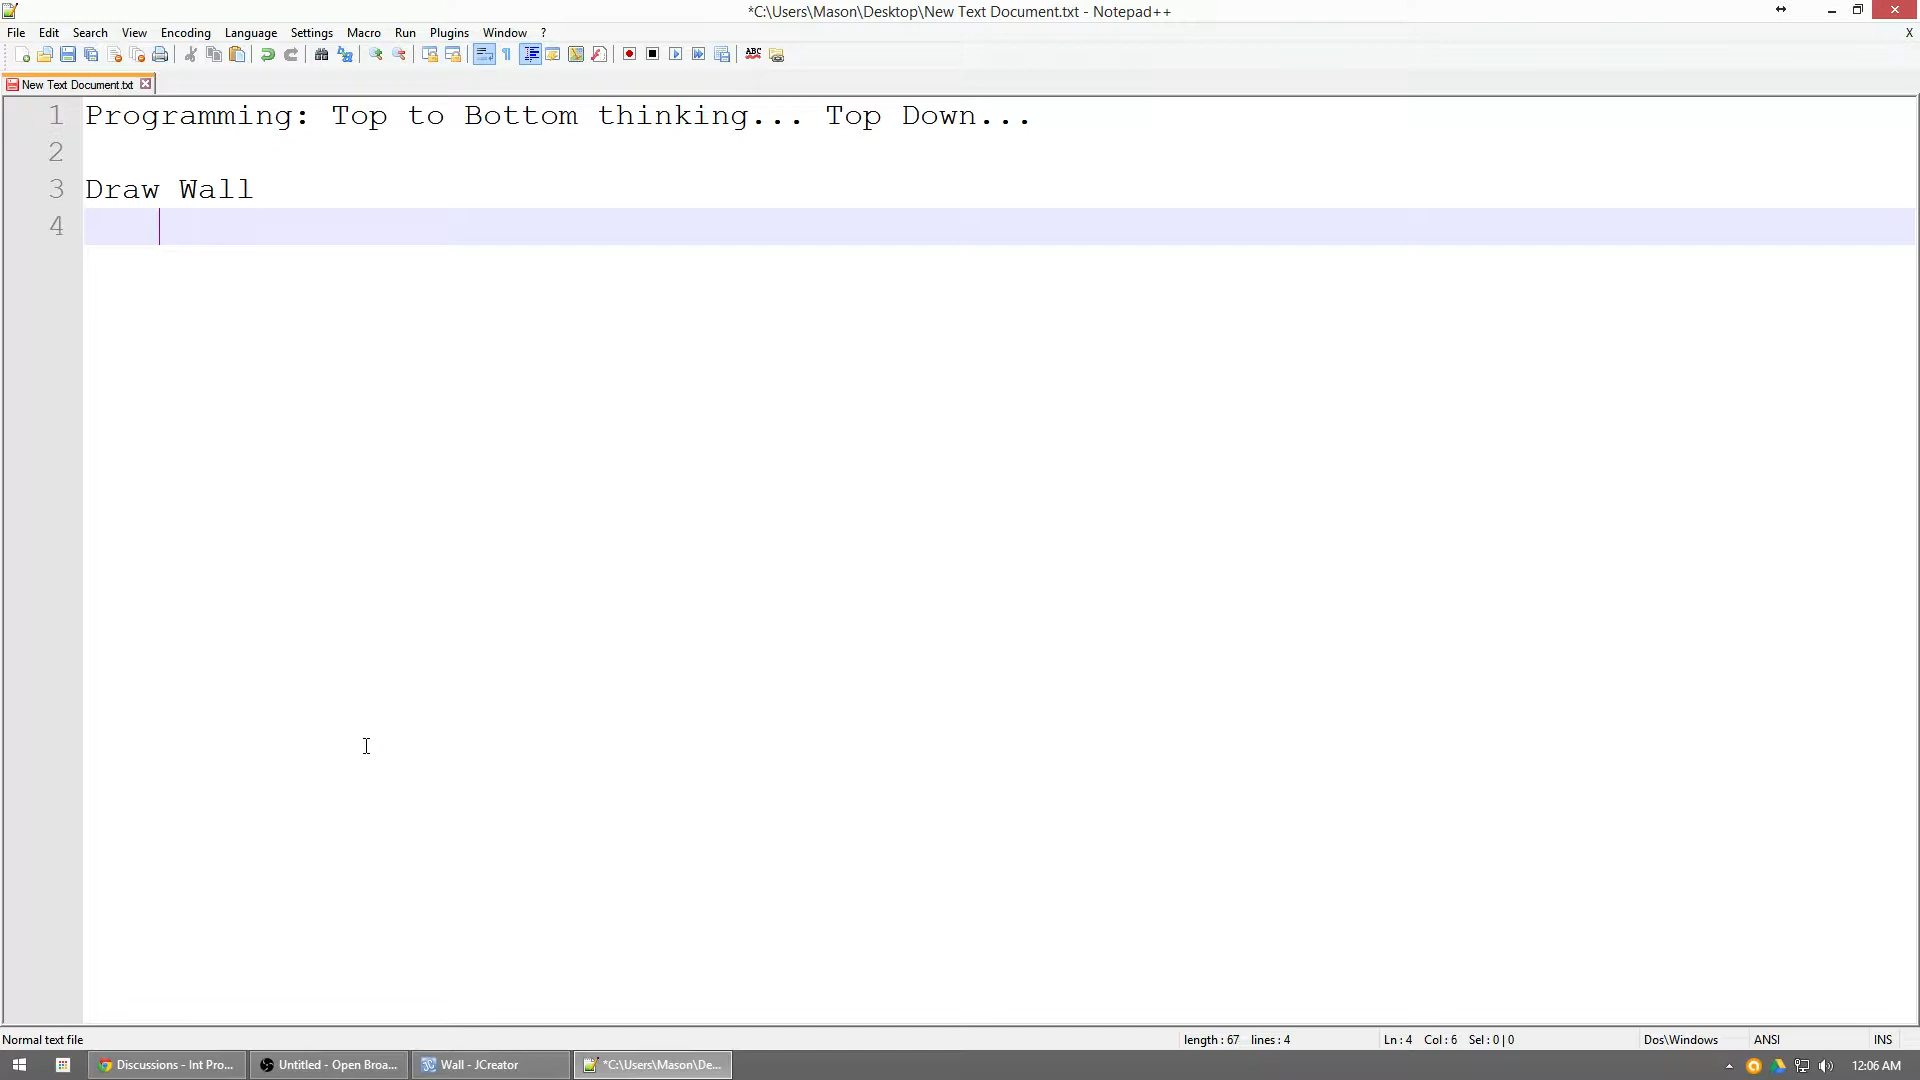 *C:\Users\Mason\Desktop\New Text Document.txt - Notepad++
File Edit Search View Encoding Language Settings Macro Run Plugins Window ? X
ABC
New Text Document.txt
1 Programming: Top to Bottom thinking... Top Down...
2
3 Draw Wall
4
Normal text file length : 67 lines : 4 Ln : 4 Col : 6 Sel : 0 | 0 Dos\Windows ANSI INS
Discussions - Int Pro... Untitled - Open Broa... Wall - JCreator *C:\Users\Mason\De... 12:06 AM